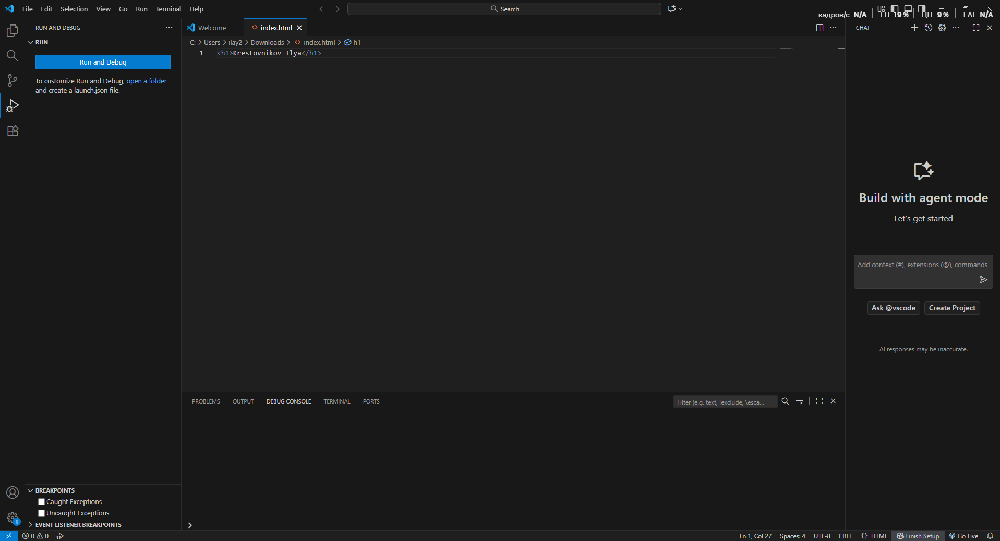 File Edit Selection View Go Run Terminal Help
Search
кадров/с N/A ГП 19% ЦП 9% LAT N/A
RUN AND DEBUG
RUN
Run and Debug
To customize Run and Debug, open a folder
and create a launch.json file.
Welcome index.html
C: > Users > ilay2 > Downloads > index.html > h1
1 <h1>Krestovnikov Ilya</h1>
CHAT
Build with agent mode
Let's get started
Add context (#), extensions (@), commands
Ask @vscode Create Project
AI responses may be inaccurate.
PROBLEMS OUTPUT DEBUG CONSOLE TERMINAL PORTS
Filter (e.g. text, !exclude, \esca...
BREAKPOINTS
Caught Exceptions
Uncaught Exceptions
EVENT LISTENER BREAKPOINTS
1
0 0
Ln 1, Col 27 Spaces: 4 UTF-8 CRLF {} HTML Finish Setup Go Live